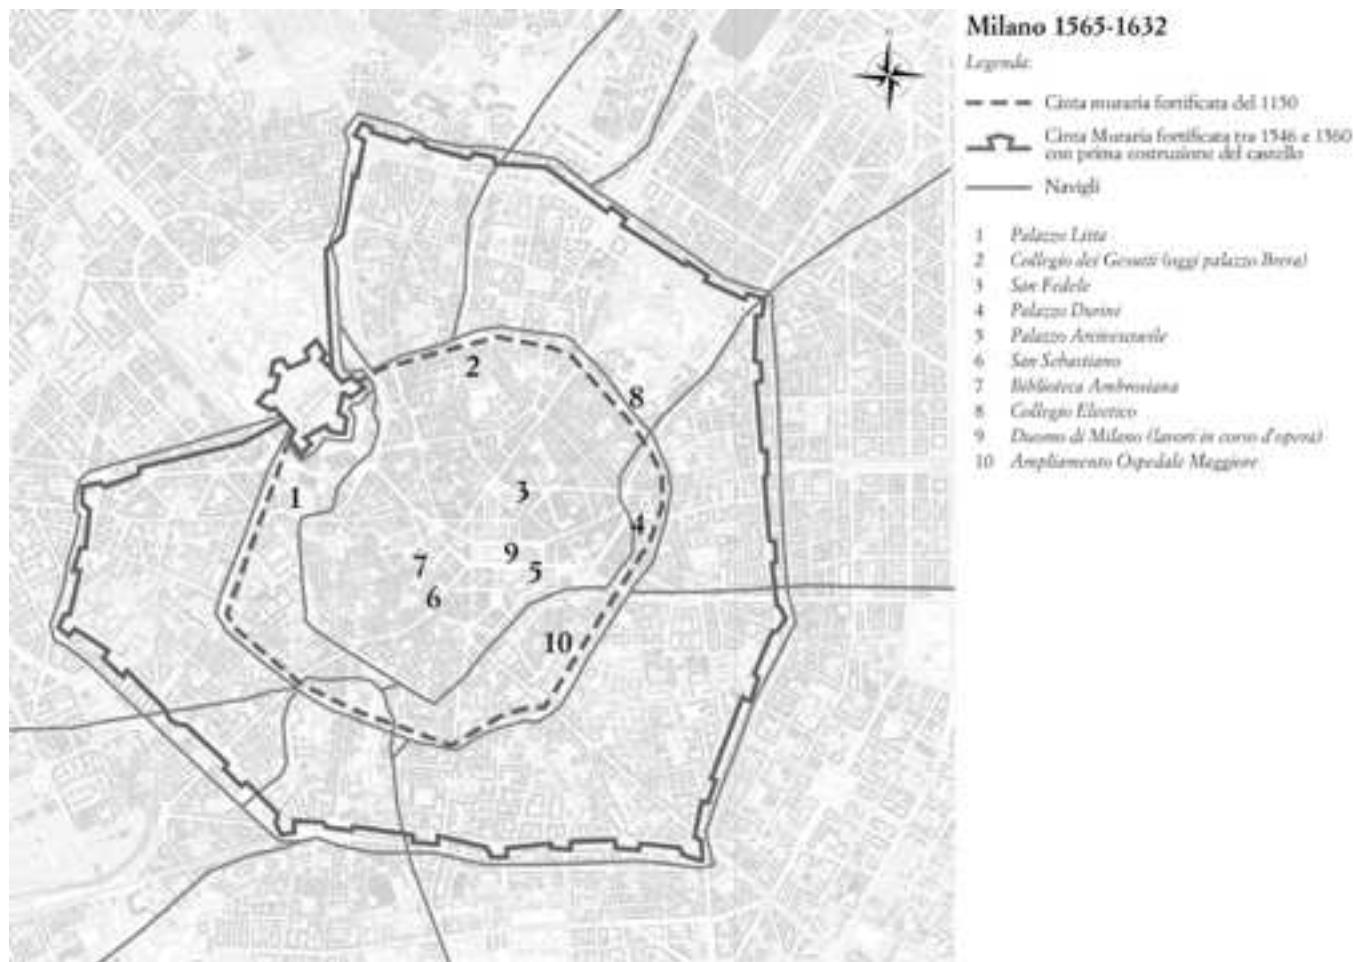 Milano 1565-1632
Legenda:
Cinta muraria fortificata del 1150
Cinta Muraria fortificata tra 1546 e 1560
con prima costruzione del castello
Navigli
1 Palazzo Litta
2 Collegio dei Gesuiti (oggi palazzo Brera)
3 San Fedele
4 Palazzo Durini
5 Palazzo Arcivescovile
6 San Sebastiano
7 Biblioteca Ambrosiana
8 Collegio Elvetico
9 Duomo di Milano (lavori in corso d'opera)
10 Ampliamento Ospedale Maggiore
2
8
1
3
4
9
7
5
6
10